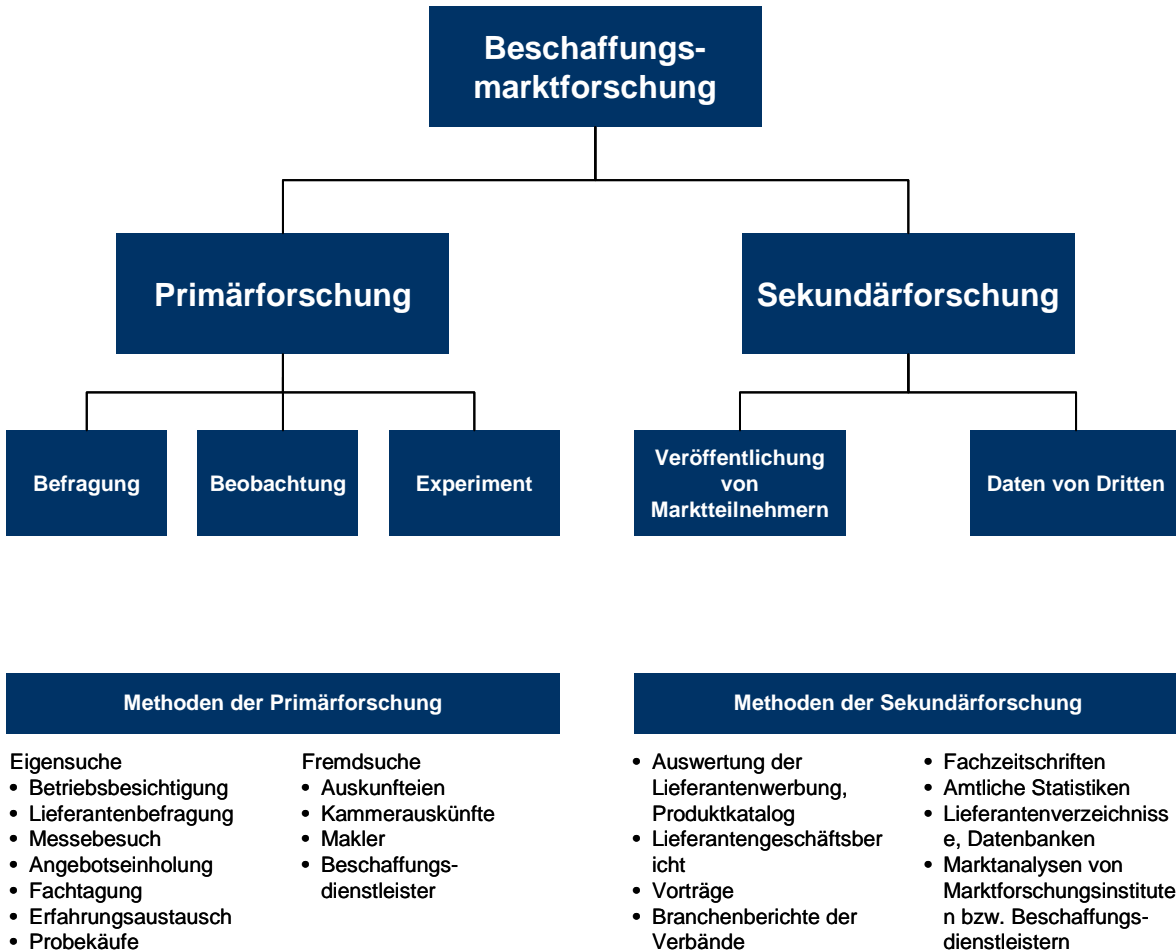 Beschaffungs-
marktforschung
Primärforschung
Sekundärforschung
Befragung
Beobachtung
Experiment
Veröffentlichung
von
Marktteilnehmern
Daten von Dritten
Methoden der Primärforschung
Eigensuche
• Betriebsbesichtigung
• Lieferantenbefragung
• Messebesuch
• Angebotseinholung
• Fachtagung
• Erfahrungsaustausch
• Probekäufe
Fremdsuche
• Auskunfteien
• Kammerauskünfte
• Makler
• Beschaffungs-
dienstleister
Methoden der Sekundärforschung
• Auswertung der
Lieferantenwerbung,
Produktkatalog
• Lieferantengeschäftsber
icht
• Vorträge
• Branchenberichte der
Verbände
• Fachzeitschriften
• Amtliche Statistiken
• Lieferantenverzeichniss
e, Datenbanken
• Marktanalysen von
Marktforschungsinstitute
n bzw. Beschaffungs-
dienstleistern